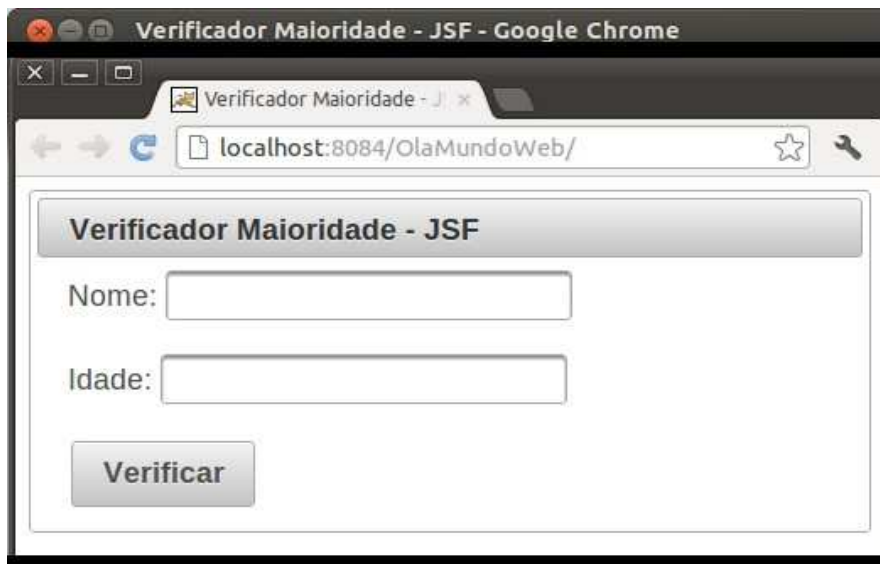 Verificador Maioridade - JSF - Google Chrome
Verificador Maioridade - J
localhost:8084/OlaMundoWeb/
Verificador Maioridade - JSF
Nome:
Idade:
Verificar